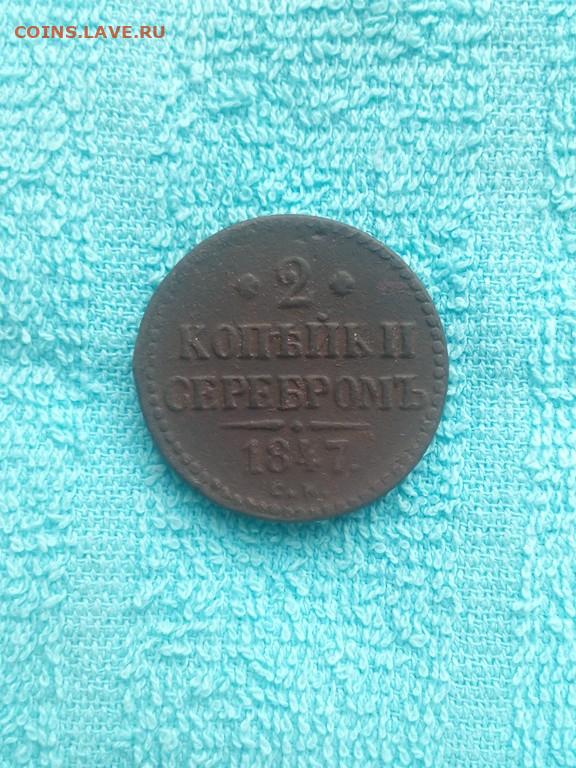 COINS.LAVE.RU
2
КОПѢЙКИ
СЕРЕБРОМЪ
1847.
С.М.